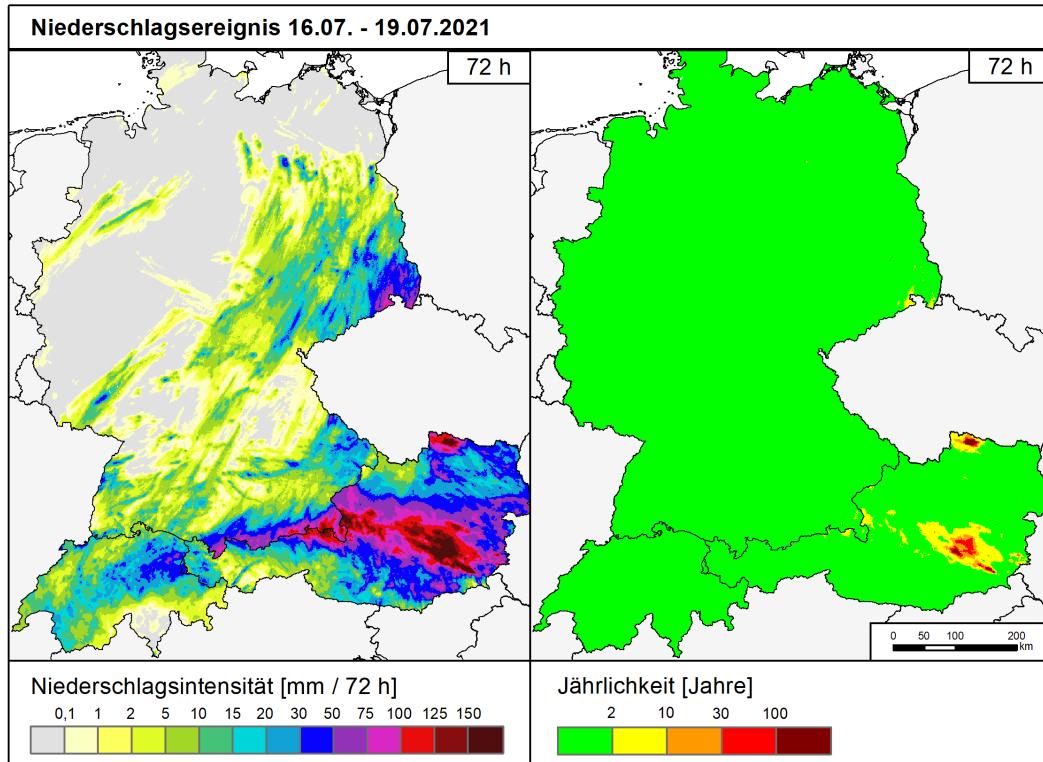 Niederschlagsereignis 16.07. - 19.07.2021
72 h
72 h
0 50 100 200
km
Niederschlagsintensität [mm / 72 h]
0,1 1 2 5 10 15 20 30 50 75 100 125 150
Jährlichkeit [Jahre]
2 10 30 100